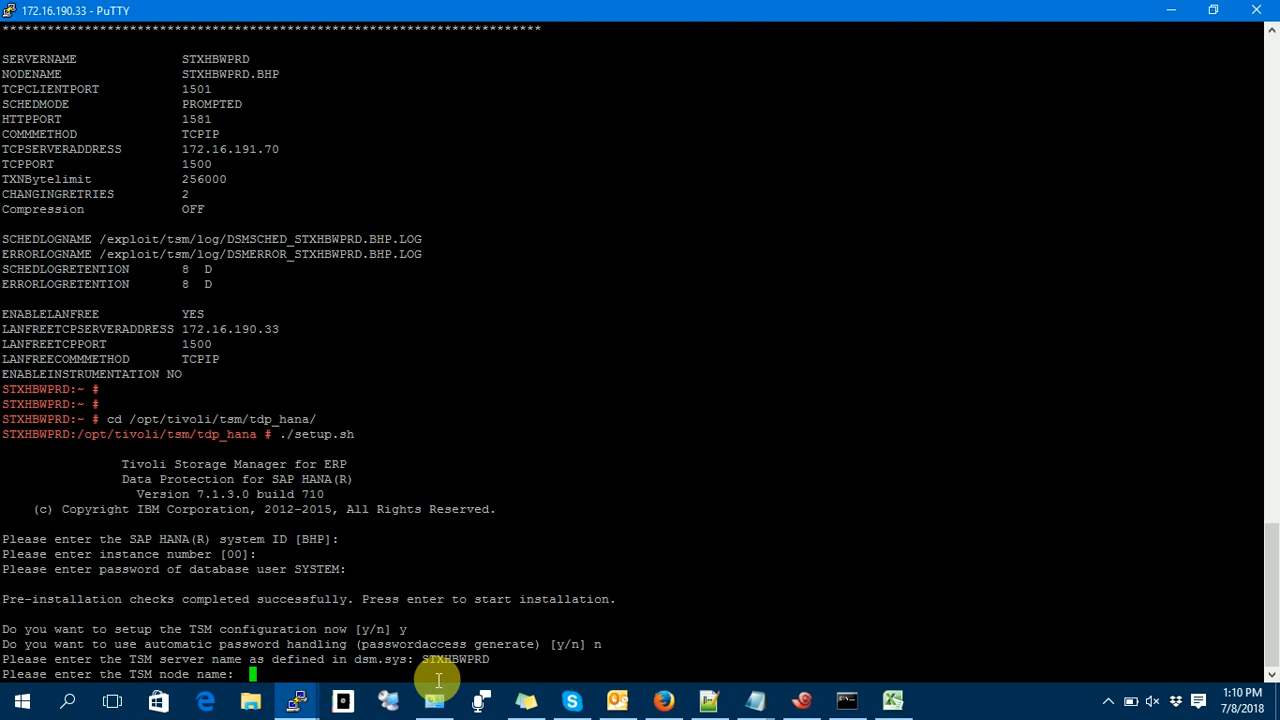 172.16.190.33 - PuTTY
************************************************************************
SERVERNAME STXHBWPRD
NODENAME STXHBWPRD.BHP
TCPCLIENTPORT 1501
SCHEDMODE PROMPTED
HTTPPORT 1581
COMMMETHOD TCPIP
TCPSERVERADDRESS 172.16.191.70
TCPPORT 1500
TXNBytelimit 256000
CHANGINGRETRIES 2
Compression OFF
SCHEDLOGNAME /exploit/tsm/log/DSMSCHED_STXHBWPRD.BHP.LOG
ERRORLOGNAME /exploit/tsm/log/DSMERROR_STXHBWPRD.BHP.LOG
SCHEDLOGRETENTION 8 D
ERRORLOGRETENTION 8 D
ENABLELANFREE YES
LANFREETCPSERVERADDRESS 172.16.190.33
LANFREETCPPORT 1500
LANFREECOMMMETHOD TCPIP
ENABLEINSTRUMENTATION NO
STXHBWPRD:~ #
STXHBWPRD:~ #
STXHBWPRD:~ # cd /opt/tivoli/tsm/tdp_hana/
STXHBWPRD:/opt/tivoli/tsm/tdp_hana # ./setup.sh
Tivoli Storage Manager for ERP
Data Protection for SAP HANA(R)
Version 7.1.3.0 build 710
(c) Copyright IBM Corporation, 2012-2015, All Rights Reserved.
Please enter the SAP HANA(R) system ID [BHP]:
Please enter instance number [00]:
Please enter password of database user SYSTEM:
Pre-installation checks completed successfully. Press enter to start installation.
Do you want to setup the TSM configuration now [y/n] y
Do you want to use automatic password handling (passwordaccess generate) [y/n] n
Please enter the TSM server name as defined in dsm.sys: STXHBWPRD
Please enter the TSM node name:
1:10 PM
7/8/2018